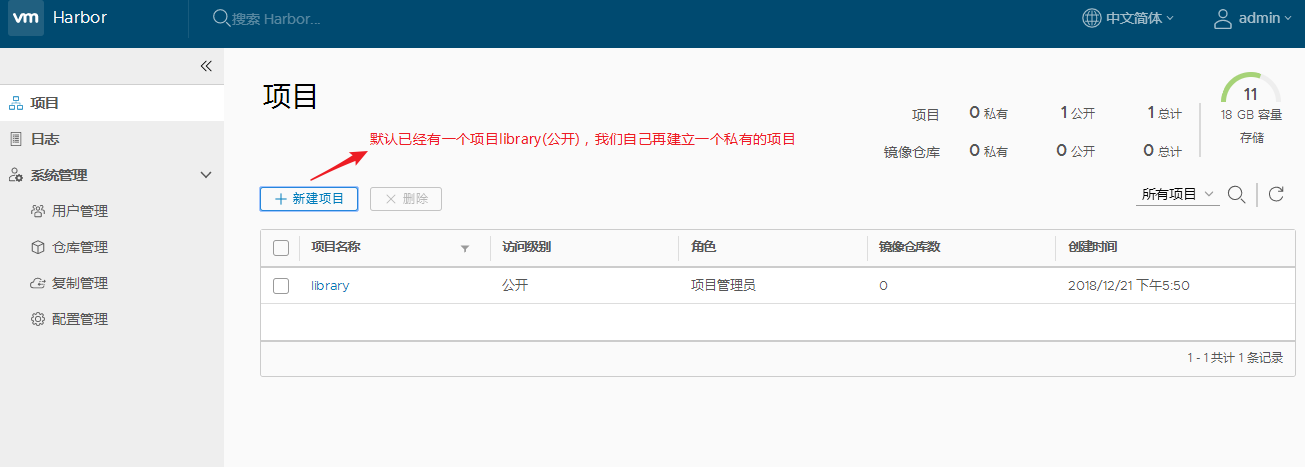 vm Harbor 搜索 Harbor... 中文简体 admin
项目
日志
系统管理
用户管理
仓库管理
复制管理
配置管理
项目
默认已经有一个项目library(公开)，我们自己再建立一个私有的项目
项目 0 私有 1 公开 1 总计
镜像仓库 0 私有 0 公开 0 总计
11
18 GB 容量
存储
新建项目 删除 所有项目
项目名称 访问级别 角色 镜像仓库数 创建时间
library 公开 项目管理员 0 2018/12/21 下午5:50
1 - 1 共计 1 条记录